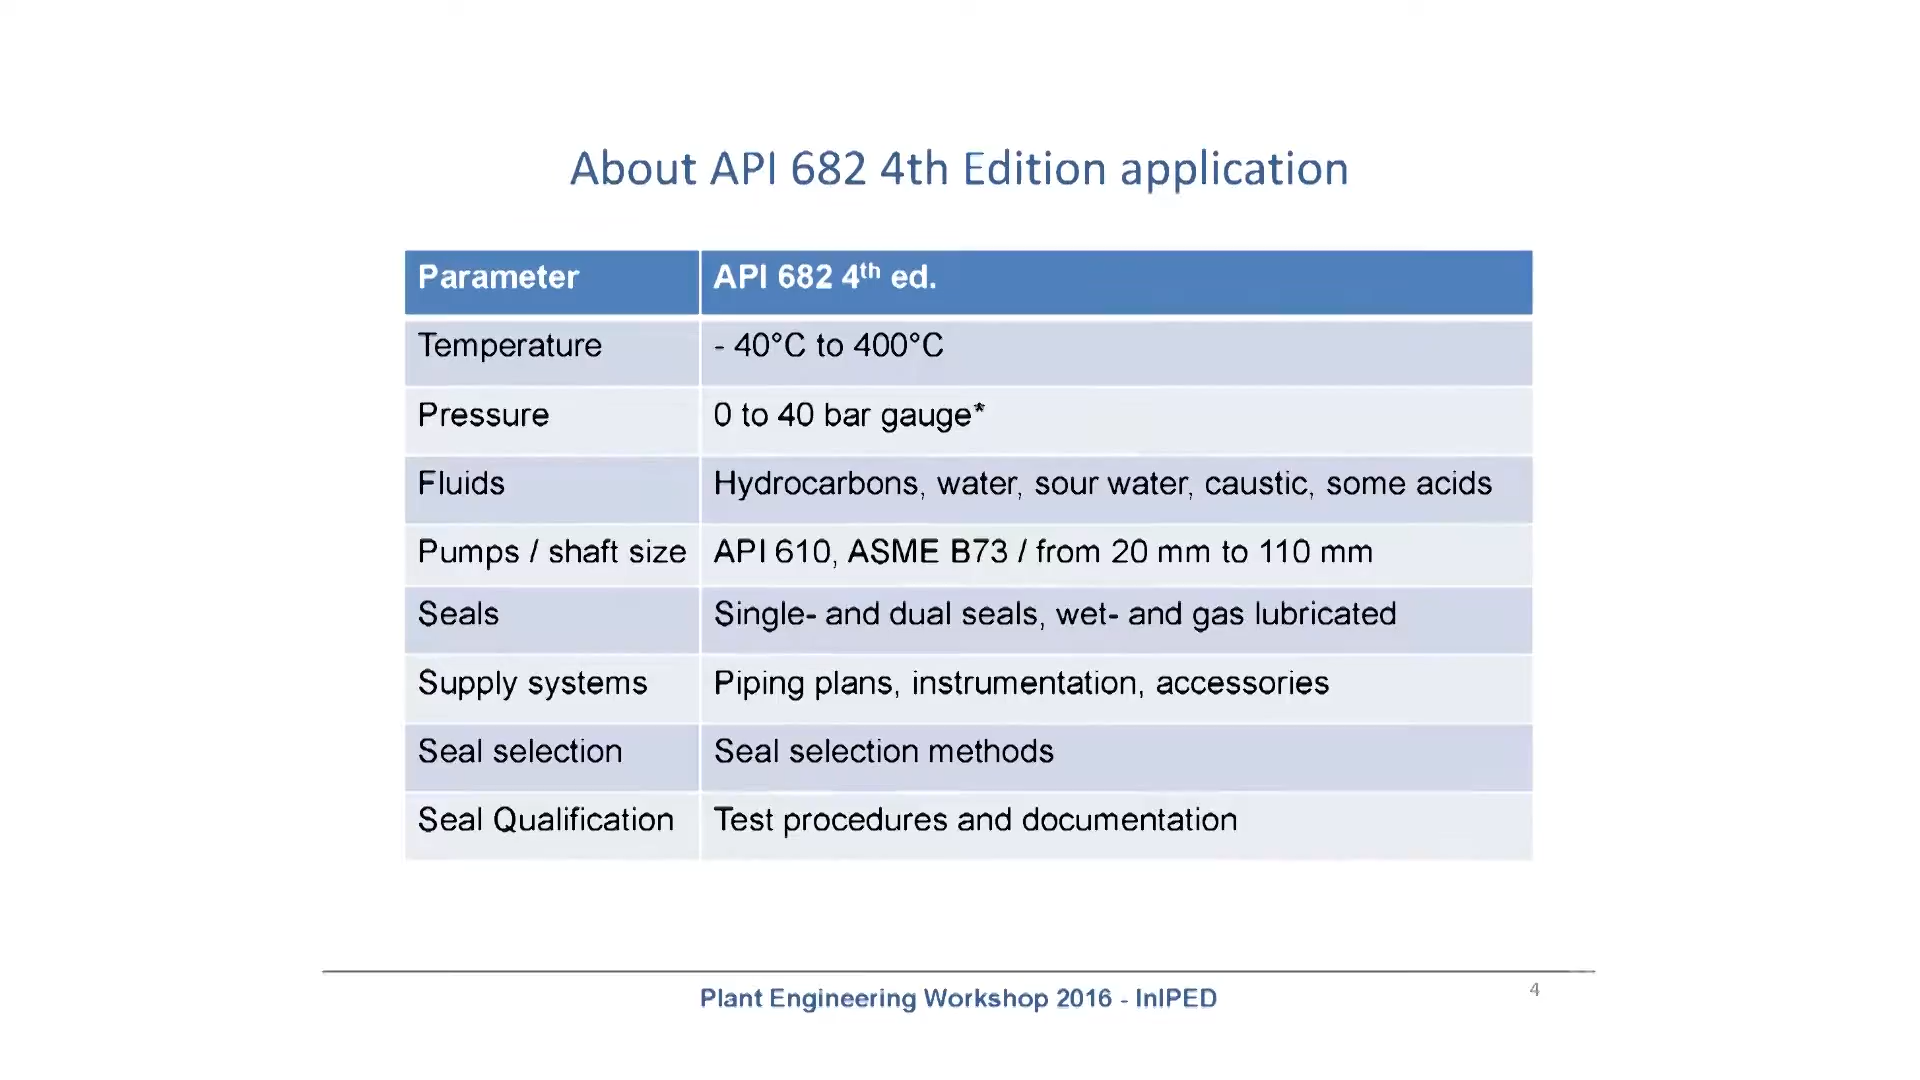 About API 682 4th Edition application
Parameter API 682 4th ed.
Temperature - 40°C to 400°C
Pressure 0 to 40 bar gauge*
Fluids Hydrocarbons, water, sour water, caustic, some acids
Pumps / shaft size API 610, ASME B73 / from 20 mm to 110 mm
Seals Single- and dual seals, wet- and gas lubricated
Supply systems Piping plans, instrumentation, accessories
Seal selection Seal selection methods
Seal Qualification Test procedures and documentation
Plant Engineering Workshop 2016 - InIPED
4